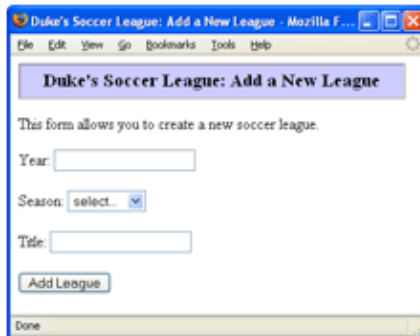 Duke's Soccer League: Add a New League - Mozilla F...
File Edit View Go Bookmarks Tools Help
Duke's Soccer League: Add a New League
This form allows you to create a new soccer league.
Year:
Season: select...
Title:
Add League
Done